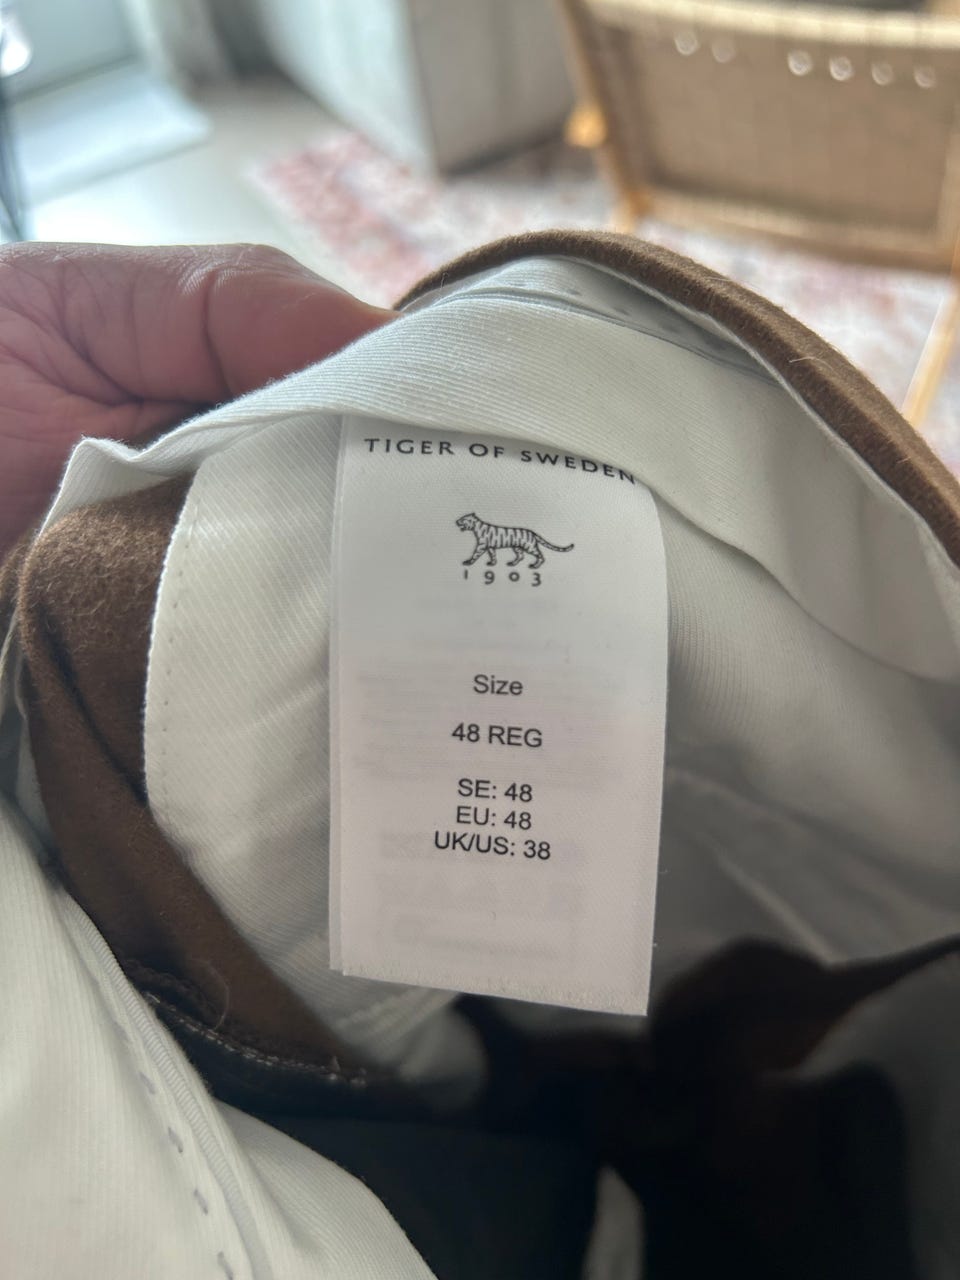 TIGER OF SWEDEN
1903
Size
48 REG
SE: 48
EU: 48
UK/US: 38